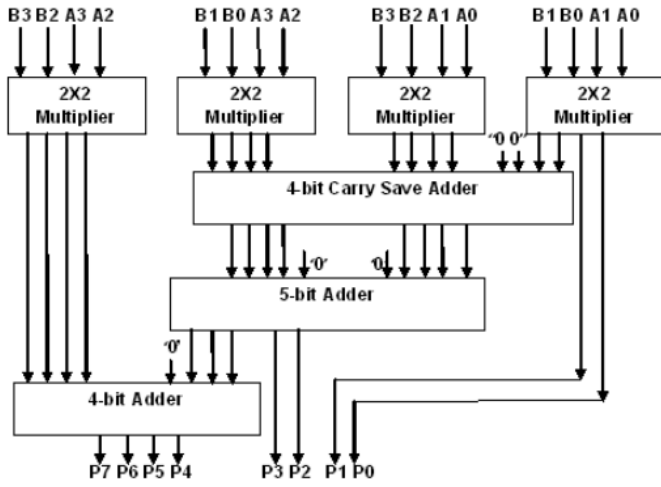 B3 B2 A3 A2 B1 B0 A3 A2 B3 B2 A1 A0 B1 B0 A1 A0
2X2 Multiplier
2X2 Multiplier
2X2 Multiplier
2X2 Multiplier
“0 0”
4-bit Carry Save Adder
‘0’ ‘0
5-bit Adder
‘0’
4-bit Adder
P7 P6 P5 P4 P3 P2 P1 P0